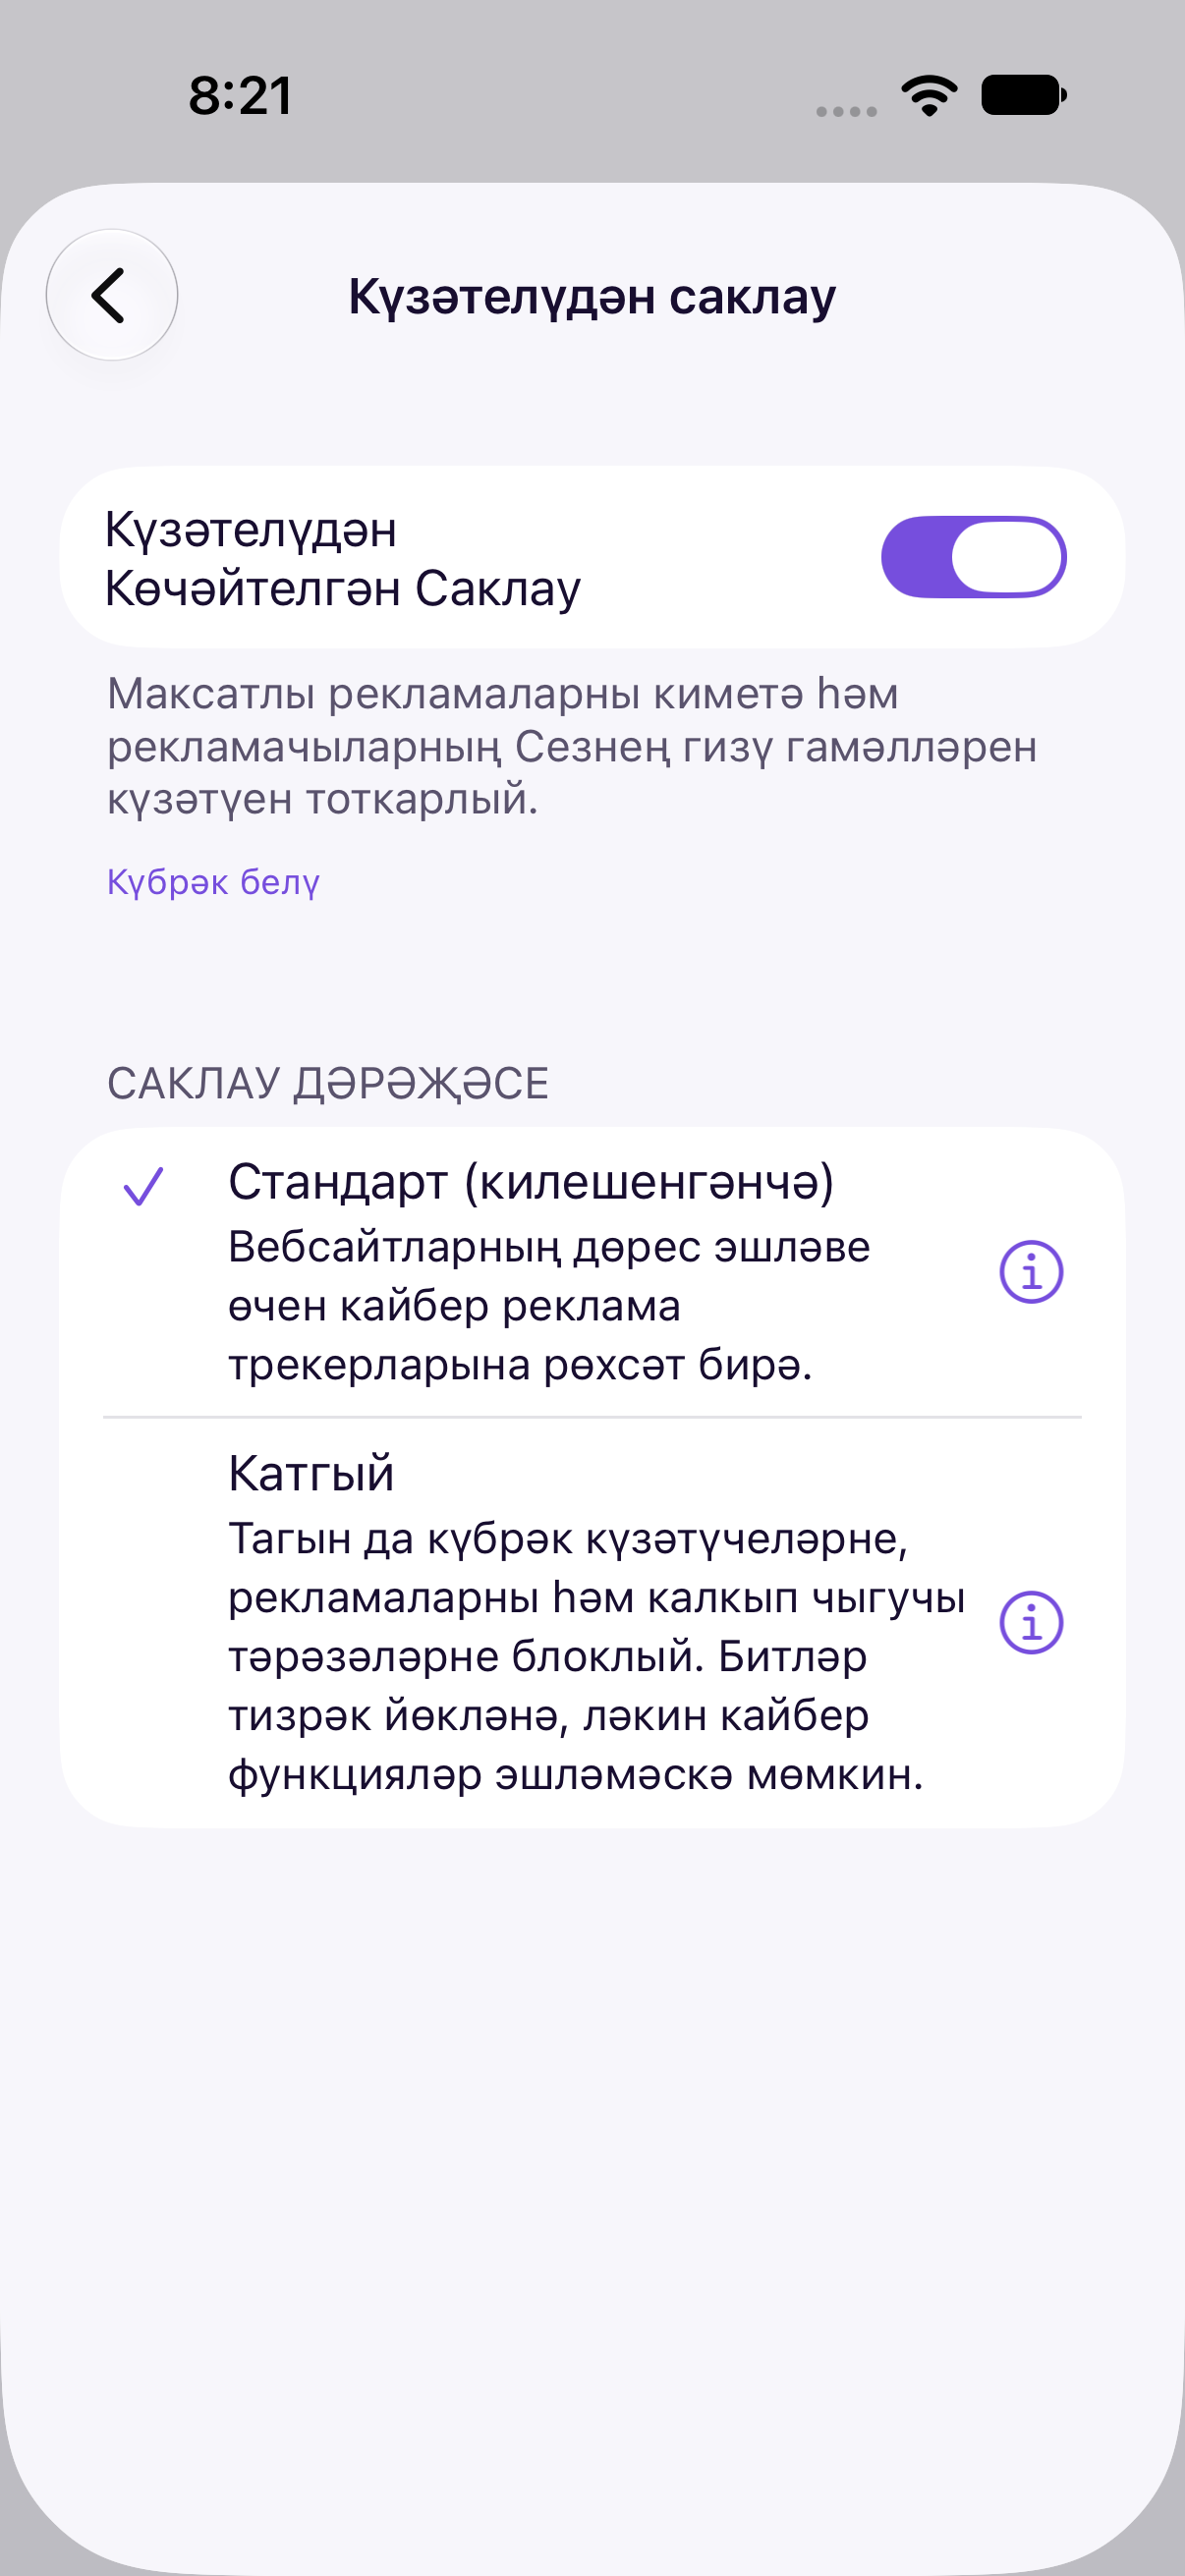 8:21
Күзәтелүдән саклау
Күзәтелүдән
Көчәйтелгән Саклау
Максатлы рекламаларны киметә һәм
рекламачыларның Сезнең гизү гамәлләрен
күзәтүен тоткарлый.
Күбрәк белү
САКЛАУ ДӘРӘҖӘСЕ
Стандарт (килешенгәнчә)
Вебсайтларның дөрес эшләве
өчен кайбер реклама
трекерларына рөхсәт бирә.
Катгый
Тагын да күбрәк күзәтүчеләрне,
рекламаларны һәм калкып чыгучы
тәрәзәләрне блоклый. Битләр
тизрәк йөкләнә, ләкин кайбер
функцияләр эшләмәскә мөмкин.